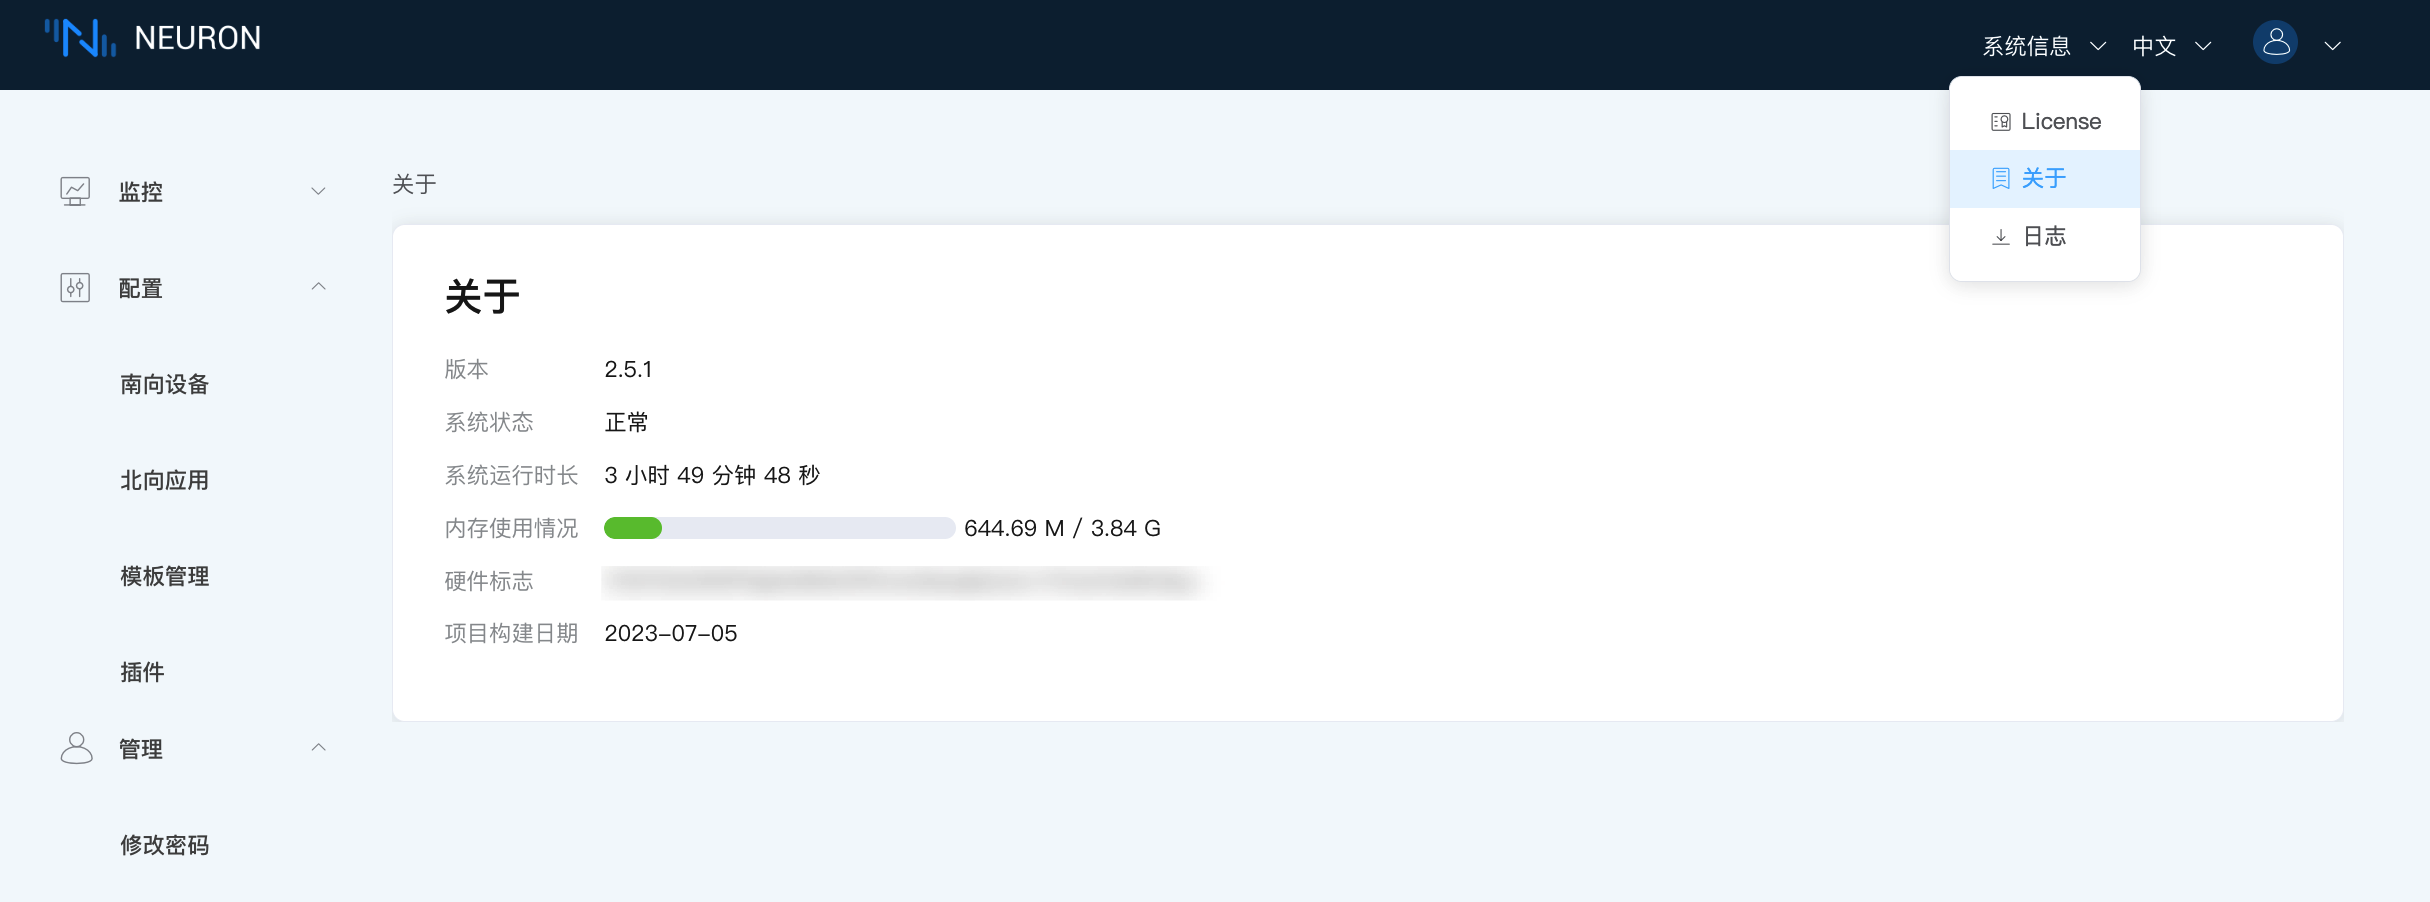 NEURON
系统信息
中文
License
关于
日志
监控
配置
南向设备
北向应用
模板管理
插件
管理
修改密码
关于
关于
版本 2.5.1
系统状态 正常
系统运行时长 3 小时 49 分钟 48 秒
内存使用情况 644.69 M / 3.84 G
硬件标志
项目构建日期 2023-07-05